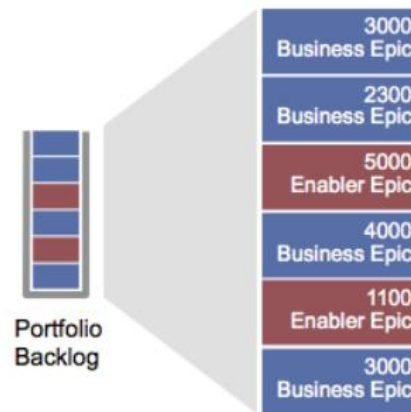 3000
Business Epic
2300
Business Epic
5000
Enabler Epic
4000
Business Epic
1100
Enabler Epic
3000
Business Epic
Portfolio
Backlog